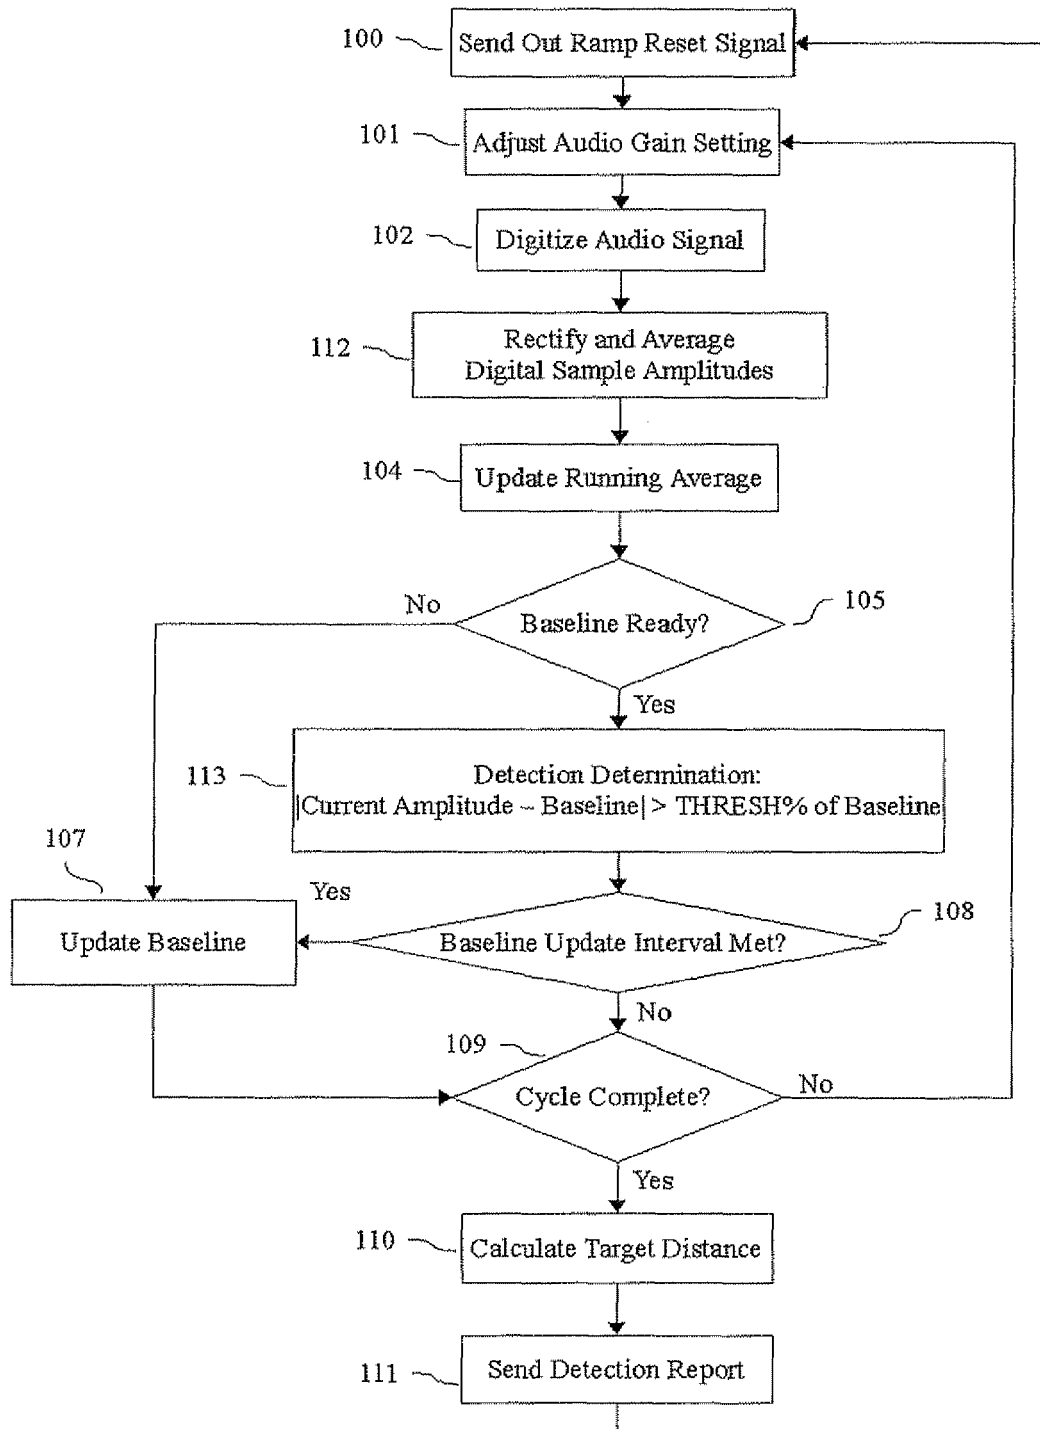 100
Send Out Ramp Reset Signal
101
Adjust Audio Gain Setting
102
Digitize Audio Signal
112
Rectify and Average
Digital Sample Amplitudes
104
Update Running Average
No
105
Baseline Ready?
Yes
113
Detection Determination:
|Current Amplitude – Baseline| > THRESH% of Baseline
107
Yes
108
Update Baseline
Baseline Update Interval Met?
No
109
Cycle Complete?
No
Yes
110
Calculate Target Distance
111
Send Detection Report